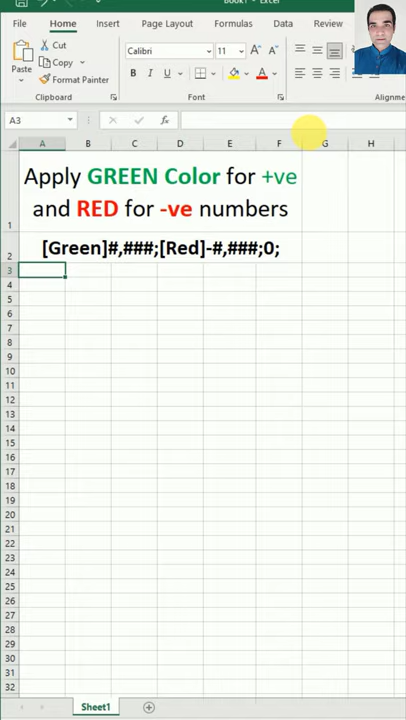 Book1 - Excel
File Home Insert Page Layout Formulas Data Review
Cut
Copy
Format Painter
Paste
Calibri 11
B I U
Clipboard Font Alignme
A3 fx
A B C D E F G H
Apply GREEN Color for +ve
and RED for -ve numbers
1
2 [Green]#,###;[Red]-#,###;0;
3
4
5
6
7
8
9
10
11
12
13
14
15
16
17
18
19
20
21
22
23
24
25
26
27
28
29
30
31
32
Sheet1